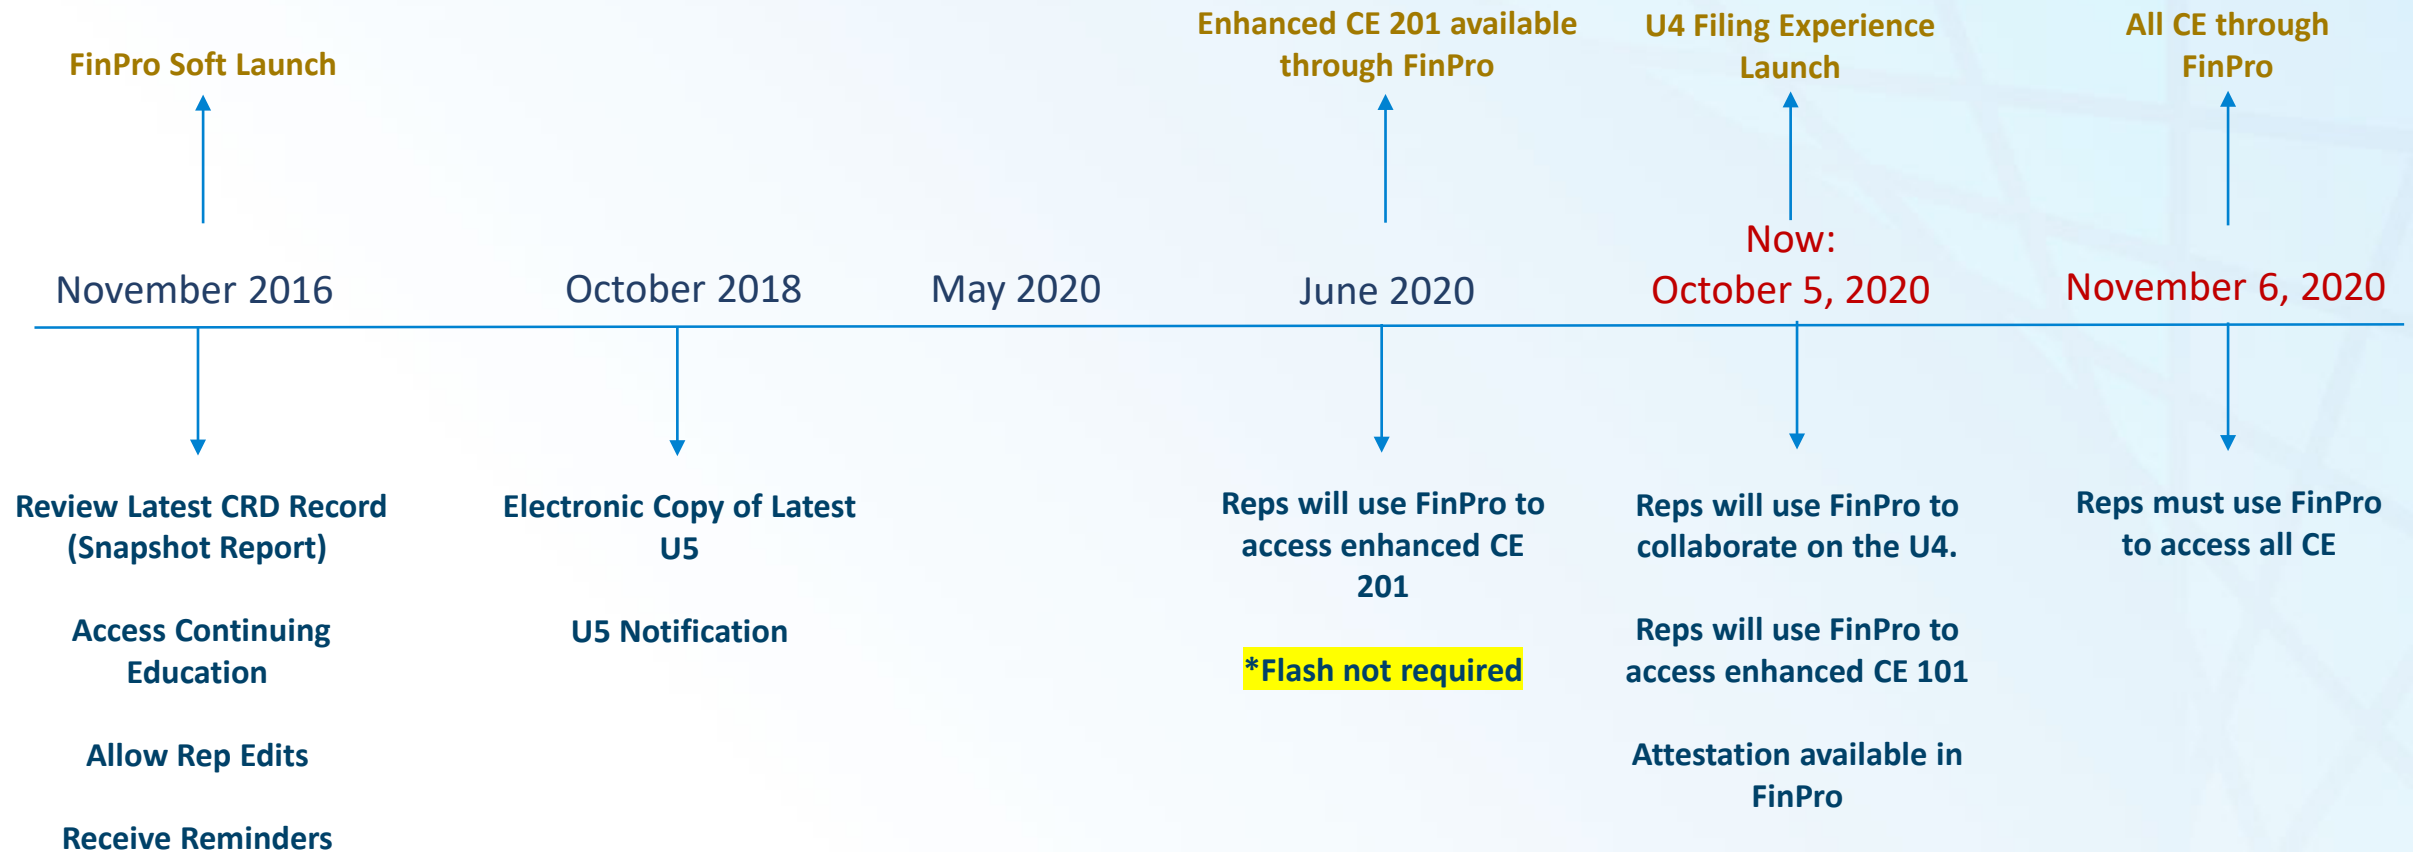 FinPro Soft Launch
Enhanced CE 201 available
through FinPro
U4 Filing Experience
Launch
All CE through
FinPro
November 2016
October 2018
May 2020
June 2020
Now:
October 5, 2020
November 6, 2020
Review Latest CRD Record
(Snapshot Report)
Access Continuing
Education
Allow Rep Edits
Receive Reminders
Electronic Copy of Latest
U5
U5 Notification
Reps will use FinPro to
access enhanced CE
201
*Flash not required
Reps will use FinPro to
collaborate on the U4.
Reps will use FinPro to
access enhanced CE 101
Attestation available in
FinPro
Reps must use FinPro
to access all CE